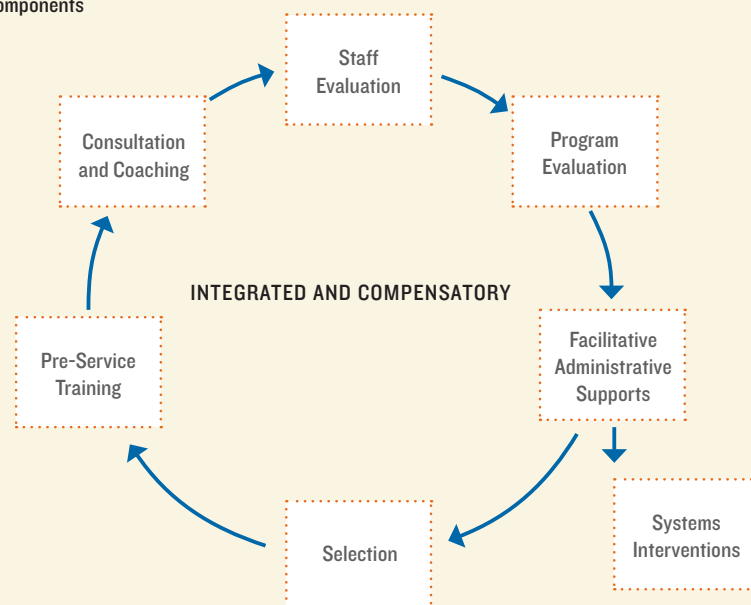 omponents
Staff
Evaluation
Consultation
and Coaching
Program
Evaluation
INTEGRATED AND COMPENSATORY
Pre-Service
Training
Facilitative
Administrative
Supports
Selection
Systems
Interventions